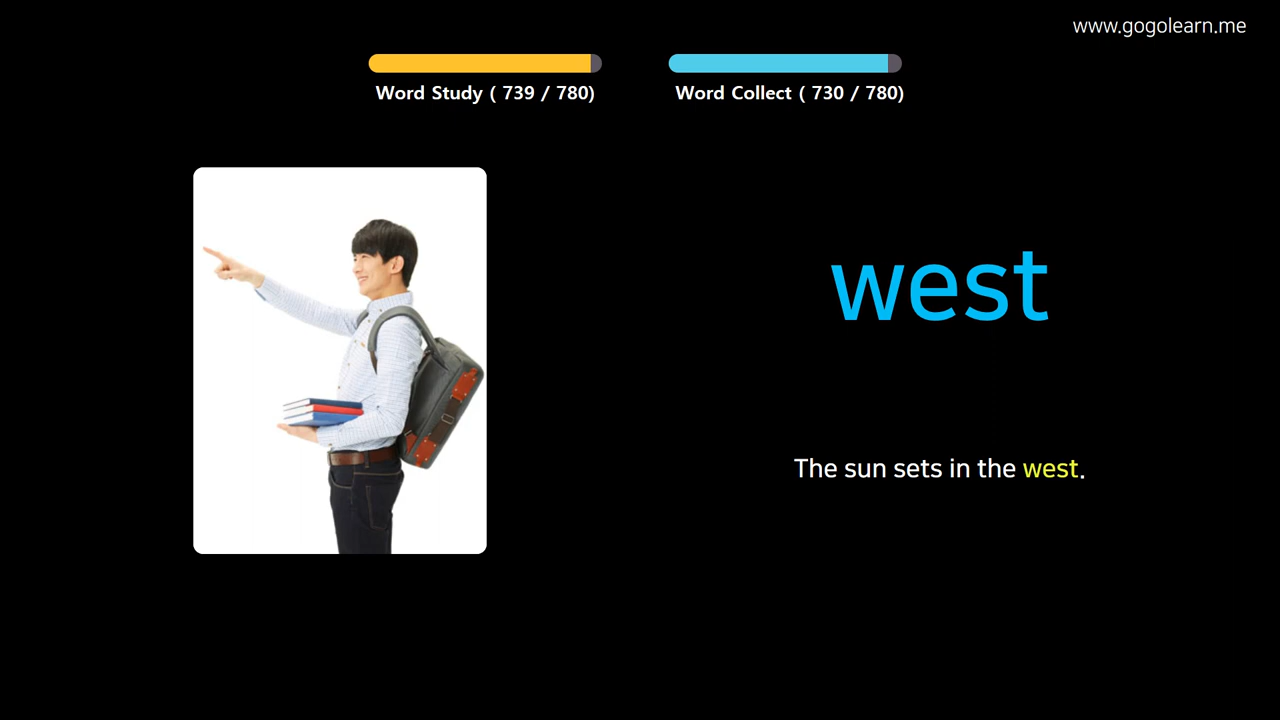 www.gogolearn.me
Word Study ( 739 / 780)
Word Collect ( 730 / 780)
west
The sun sets in the west.